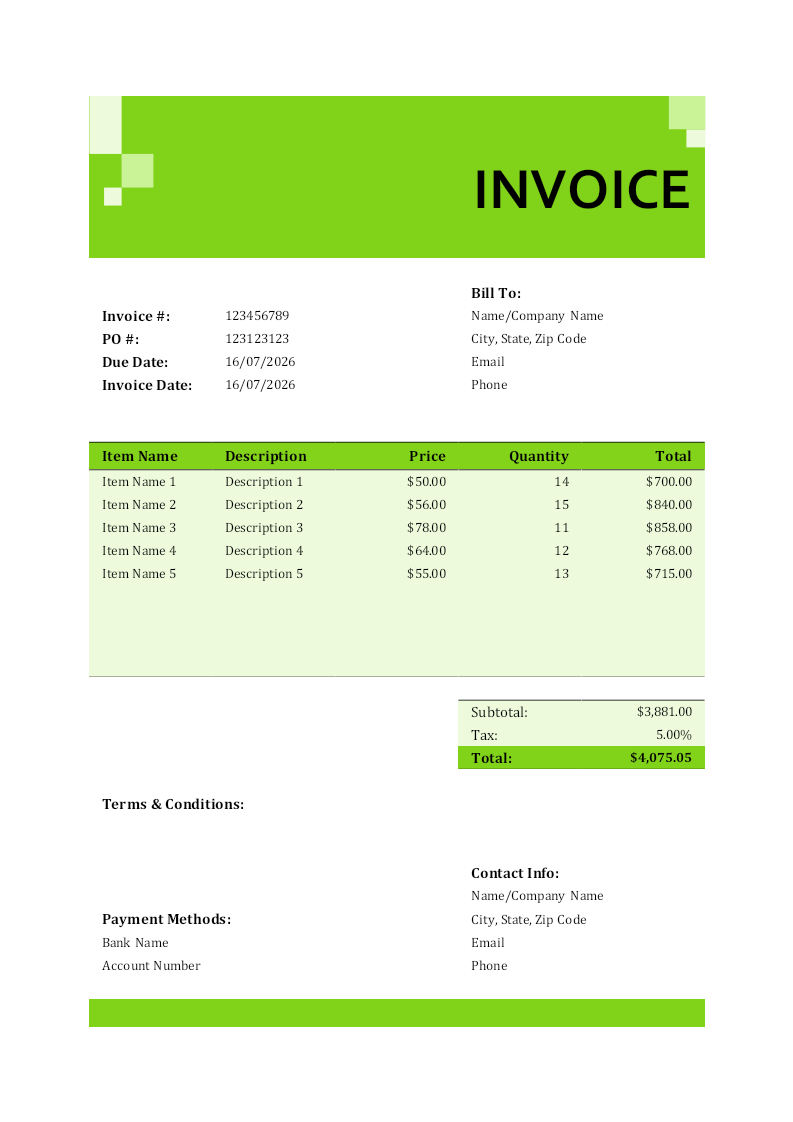 INVOICE
Bill To:
Invoice #: 123456789 Name/Company Name
PO #: 123123123 City, State, Zip Code
Due Date: 16/07/2026 Email
Invoice Date: 16/07/2026 Phone
Item Name Description Price Quantity Total
Item Name 1 Description 1 $50.00 14 $700.00
Item Name 2 Description 2 $56.00 15 $840.00
Item Name 3 Description 3 $78.00 11 $858.00
Item Name 4 Description 4 $64.00 12 $768.00
Item Name 5 Description 5 $55.00 13 $715.00
Subtotal: $3,881.00
Tax: 5.00%
Total: $4,075.05
Terms & Conditions:
Contact Info:
Name/Company Name
Payment Methods: City, State, Zip Code
Bank Name Email
Account Number Phone